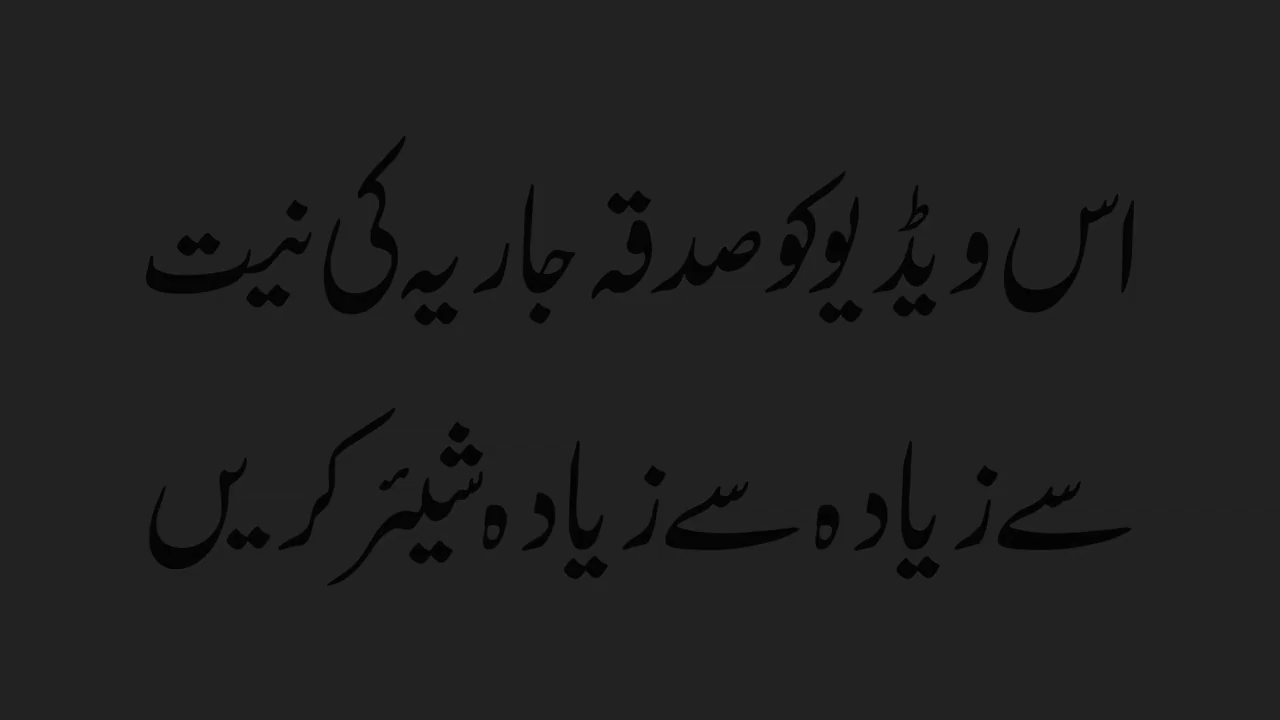 اس ویڈیو کو صدقہ جاریہ کی نیت
سے زیادہ سے زیادہ شیئر کریں